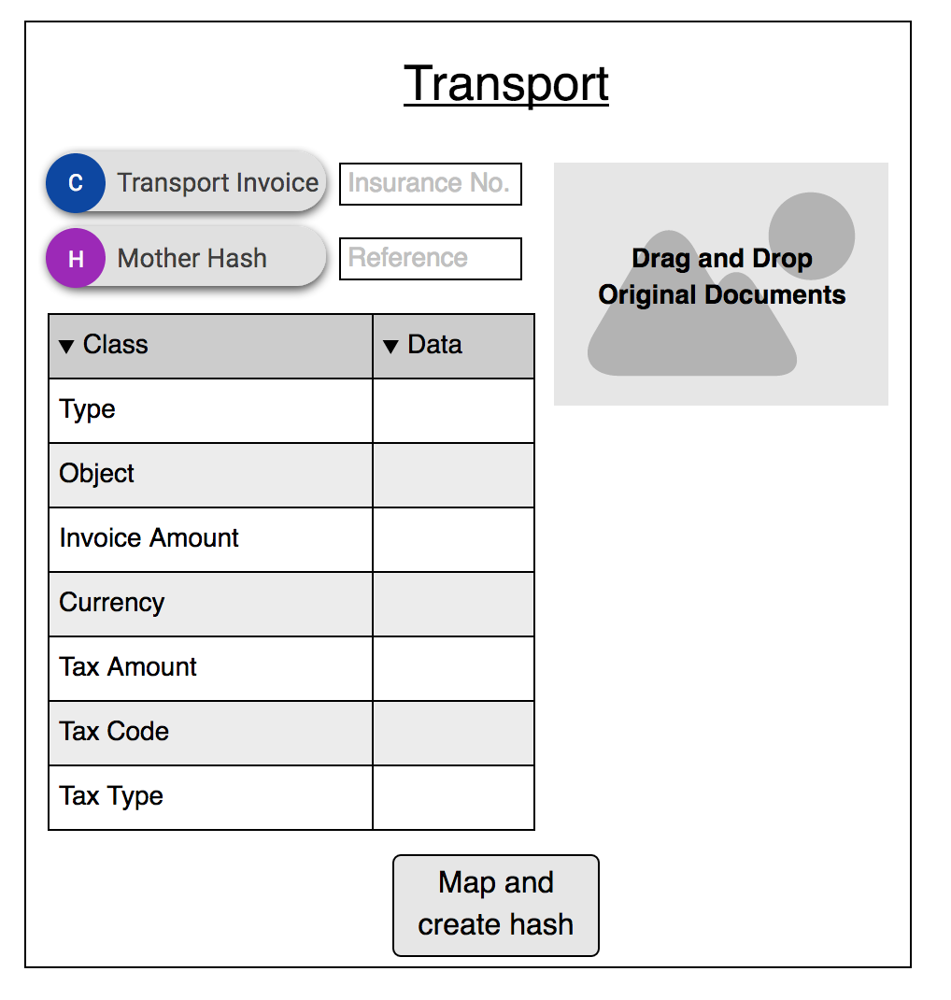 Transport
C Transport Invoice Insurance No.
H Mother Hash Reference
Drag and Drop
Original Documents
▼ Class ▼ Data
Type
Object
Invoice Amount
Currency
Tax Amount
Tax Code
Tax Type
Map and
create hash